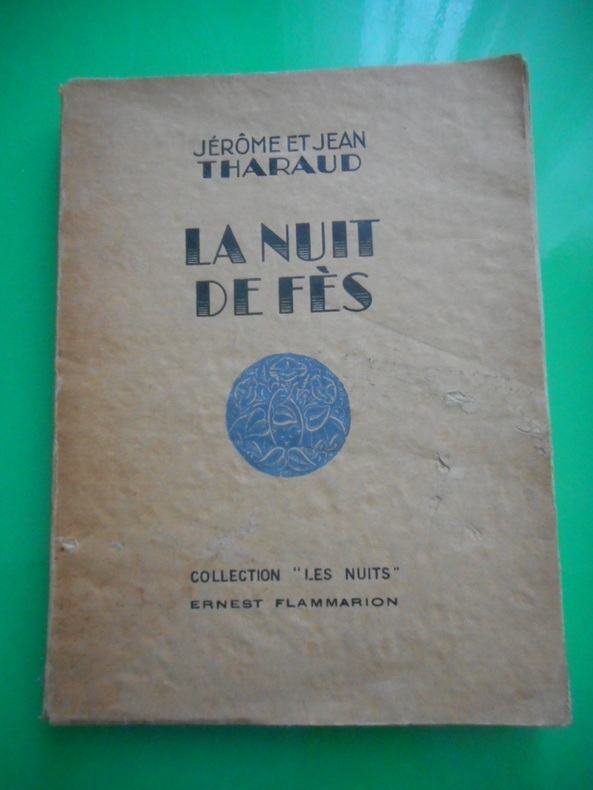 JÉRÔME ET JEAN
THARAUD
LA NUIT
DE FÈS
COLLECTION "LES NUITS"
ERNEST FLAMMARION